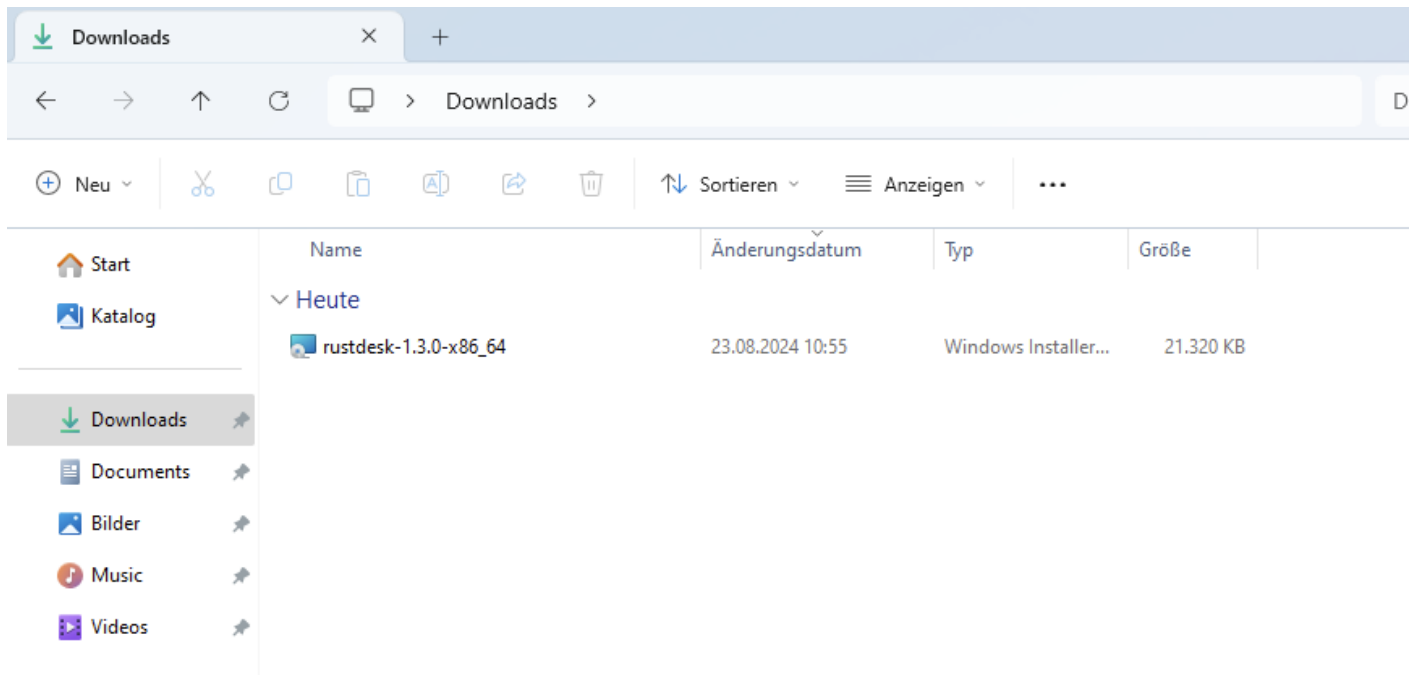 Downloads
Downloads
D
Neu
Sortieren
Anzeigen
Name Änderungsdatum Typ Größe
Start
Katalog
Downloads
Documents
Bilder
Music
Videos
Heute
rustdesk-1.3.0-x86_64 23.08.2024 10:55 Windows Installer... 21.320 KB